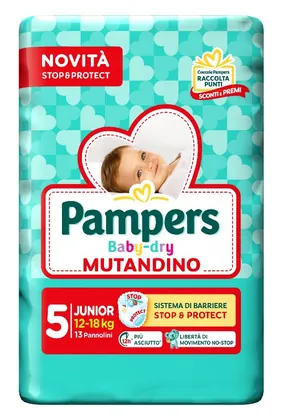 NOVITÀ
STOP & PROTECT
Coccole Pampers
RACCOLTA
PUNTI
SCONTI & PREMI
Pampers
Baby-dry
MUTANDINO
5 JUNIOR
12-18 kg
13 Pannolini
STOP
PROTECT
SISTEMA DI BARRIERE
STOP & PROTECT
12h
PIÙ
ASCIUTTO
LIBERTÀ DI
MOVIMENTO NO-STOP